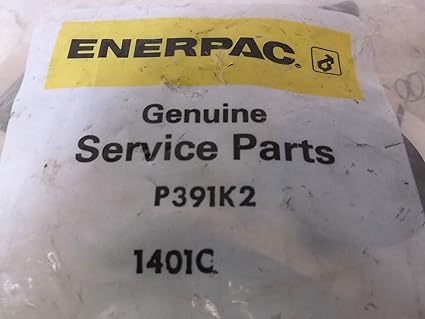 ENERPAC®
Genuine
Service Parts
P391K2
1401C